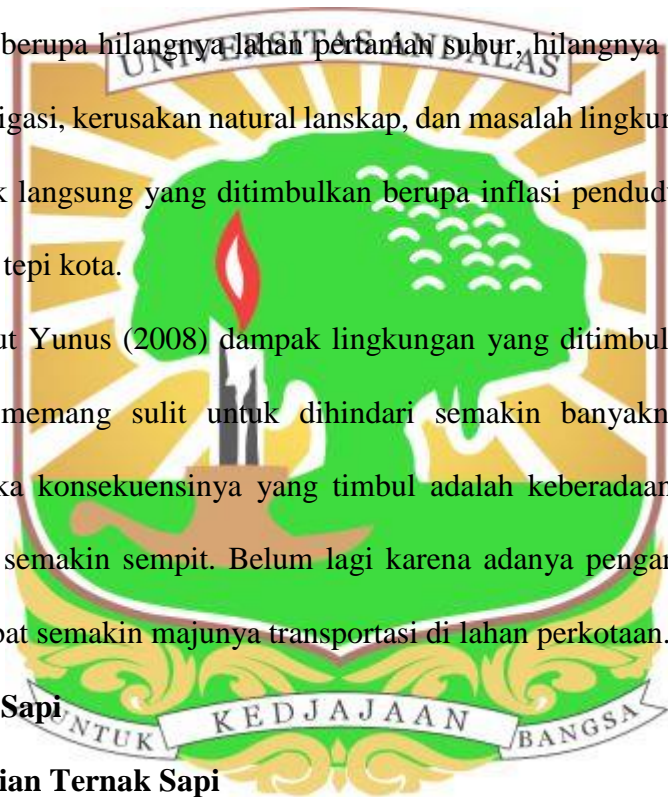 berupa hilangnya lahan pertanian subur, hilangnya
UNIVERSITAS ANDALAS
igasi, kerusakan natural lanskap, dan masalah lingkun
k langsung yang ditimbulkan berupa inflasi pendud
tepi kota.
ut Yunus (2008) dampak lingkungan yang ditimbul
memang sulit untuk dihindari semakin banyakn
ka konsekuensinya yang timbul adalah keberadaan
semakin sempit. Belum lagi karena adanya pengar
pat semakin majunya transportasi di lahan perkotaan.
Sapi
UNTUK KEDJAJAAN BANGSA
ian Ternak Sapi